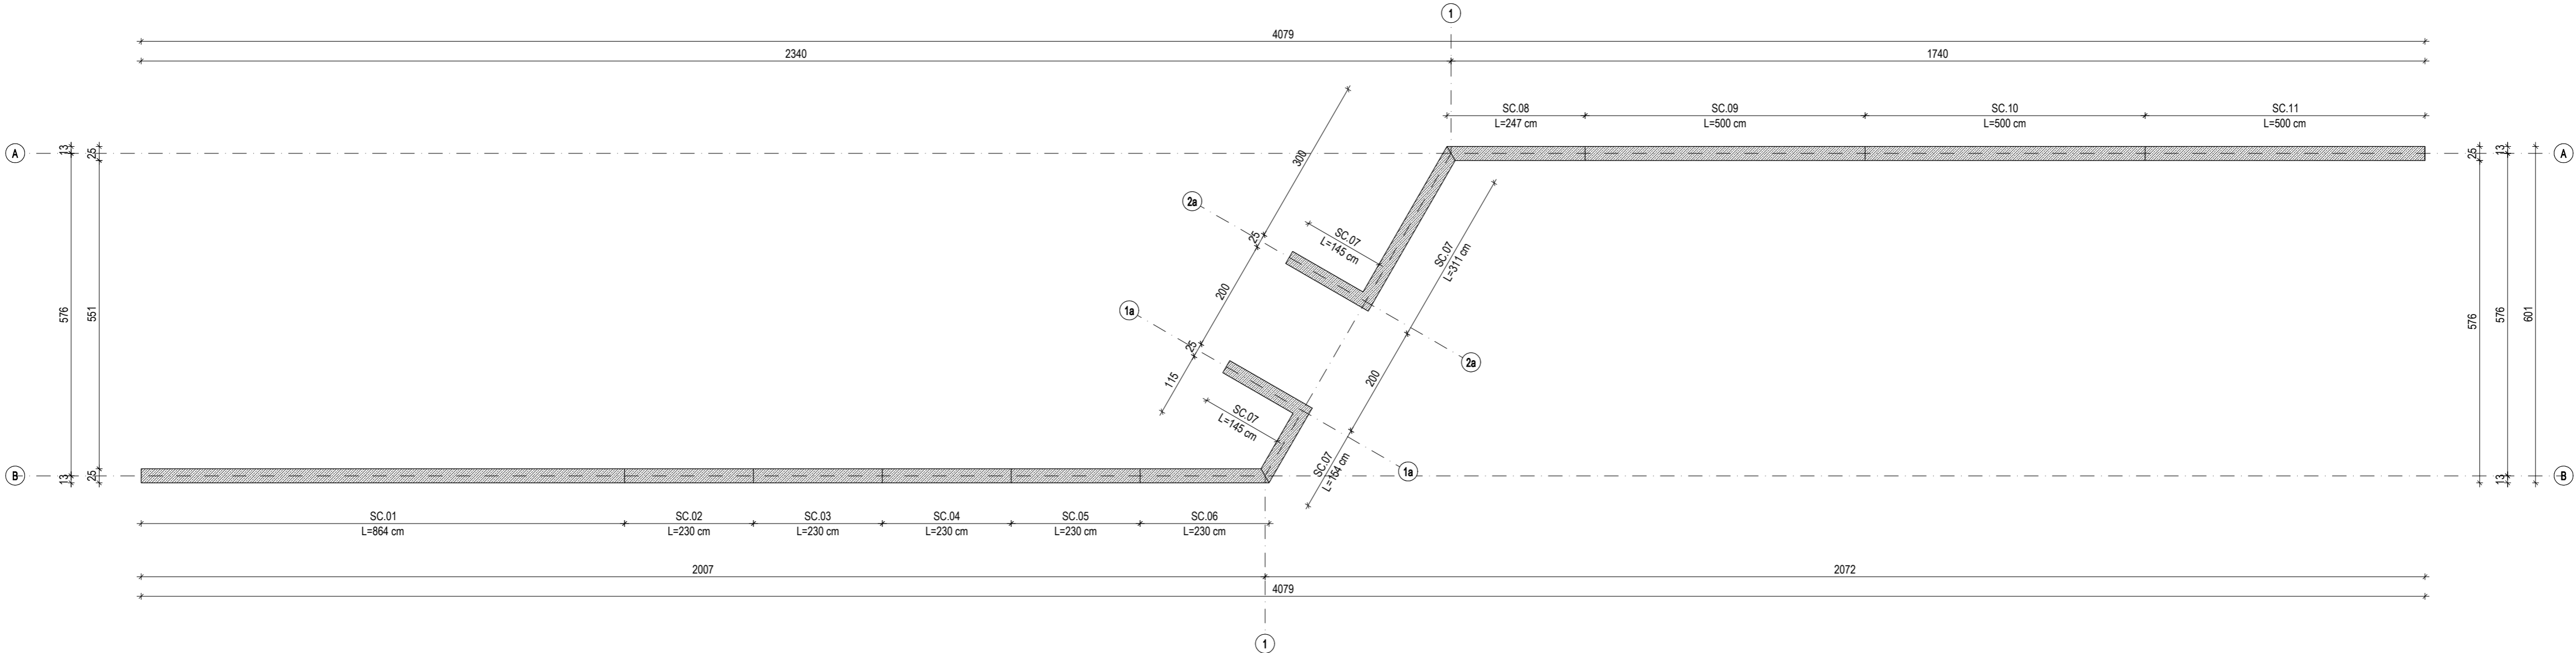 1
4079
2340
1740
SC.08
L=247 cm
SC.09
L=500 cm
SC.10
L=500 cm
SC.11
L=500 cm
A
13
25
300
25
13
A
2a
25
SC.07
L=145 cm
SC.07
L=311 cm
200
576
551
1a
576
576
601
25
2a
115
200
SC.07
L=145 cm
SC.07
L=154 cm
1a
B
13
25
13
B
SC.01
L=864 cm
SC.02
L=230 cm
SC.03
L=230 cm
SC.04
L=230 cm
SC.05
L=230 cm
SC.06
L=230 cm
2007
2072
4079
1